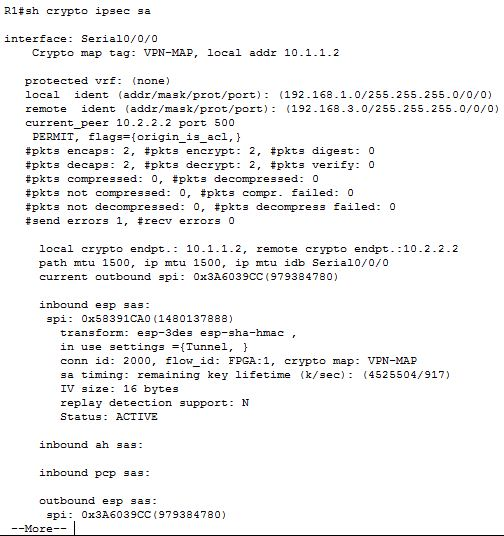 R1#sh crypto ipsec sa
interface: Serial0/0/0
Crypto map tag: VPN-MAP, local addr 10.1.1.2
protected vrf: (none)
local ident (addr/mask/prot/port): (192.168.1.0/255.255.255.0/0/0)
remote ident (addr/mask/prot/port): (192.168.3.0/255.255.255.0/0/0)
current_peer 10.2.2.2 port 500
PERMIT, flags={origin_is_acl,}
#pkts encaps: 2, #pkts encrypt: 2, #pkts digest: 0
#pkts decaps: 2, #pkts decrypt: 2, #pkts verify: 0
#pkts compressed: 0, #pkts decompressed: 0
#pkts not compressed: 0, #pkts compr. failed: 0
#pkts not decompressed: 0, #pkts decompress failed: 0
#send errors 1, #recv errors 0
local crypto endpt.: 10.1.1.2, remote crypto endpt.:10.2.2.2
path mtu 1500, ip mtu 1500, ip mtu idb Serial0/0/0
current outbound spi: 0x3A6039CC(979384780)
inbound esp sas:
spi: 0x58391CA0(1480137888)
transform: esp-3des esp-sha-hmac ,
in use settings ={Tunnel, }
conn id: 2000, flow_id: FPGA:1, crypto map: VPN-MAP
sa timing: remaining key lifetime (k/sec): (4525504/917)
IV size: 16 bytes
replay detection support: N
Status: ACTIVE
inbound ah sas:
inbound pcp sas:
outbound esp sas:
spi: 0x3A6039CC(979384780)
--More--